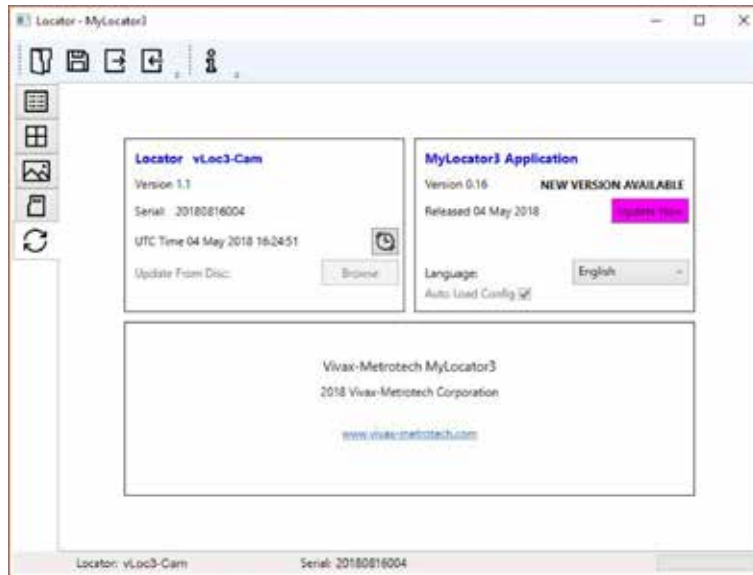 Locator - MyLocator3
Locator vLoc3-Cam
Version 1.1
Serial: 20180816004
UTC Time 04 May 2018 16:24:51
Update From Disc:
Browse
MyLocator3 Application
Version 0.16 NEW VERSION AVAILABLE
Released 04 May 2018
Update Now
Language:
English
Auto Load Config
Vivax-Metrotech MyLocator3
2018 Vivax-Metrotech Corporation
www.vivax-metrotech.com
Locator: vLoc3-Cam Serial: 20180816004